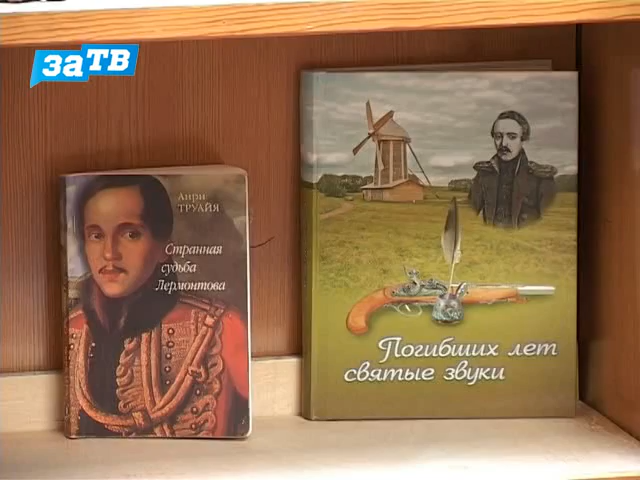 заТВ
Анри
ТРУАЙЯ
Странная
судьба
Лермонтова
Погибших лет
святые звуки